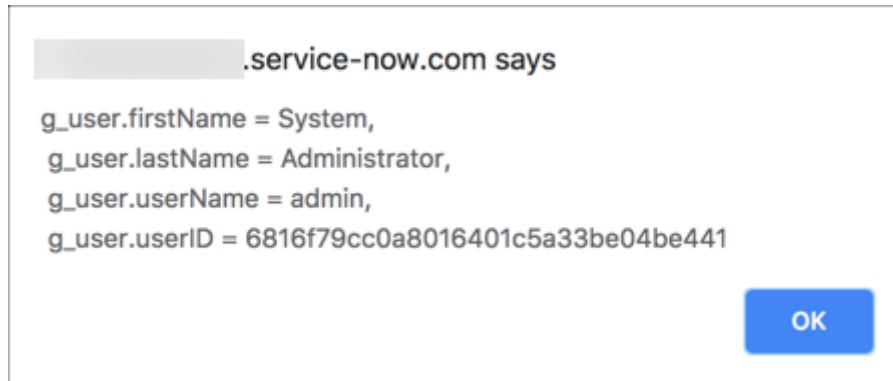 .service-now.com says
g_user.firstName = System,
g_user.lastName = Administrator,
g_user.userName = admin,
g_user.userID = 6816f79cc0a8016401c5a33be04be441
OK